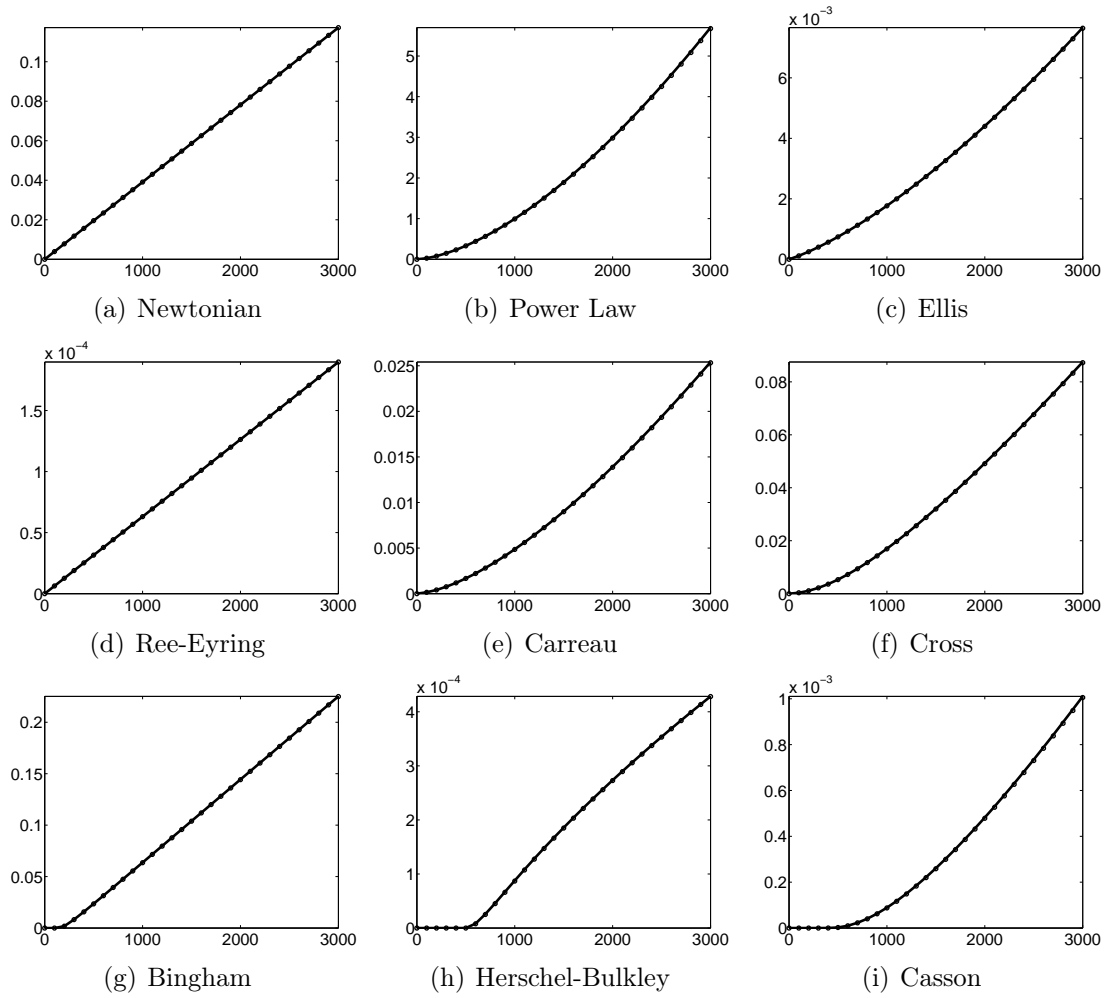 0.1
0.08
0.06
0.04
0.02
0
0 1000 2000 3000
(a) Newtonian
5
4
3
2
1
0
0 1000 2000 3000
(b) Power Law
x 10⁻³
6
4
2
0
0 1000 2000 3000
(c) Ellis
x 10⁻⁴
1.5
1
0.5
0
0 1000 2000 3000
(d) Ree-Eyring
0.025
0.02
0.015
0.01
0.005
0
0 1000 2000 3000
(e) Carreau
0.08
0.06
0.04
0.02
0
0 1000 2000 3000
(f) Cross
0.2
0.15
0.1
0.05
0
0 1000 2000 3000
(g) Bingham
x 10⁻⁴
4
3
2
1
0
0 1000 2000 3000
(h) Herschel-Bulkley
x 10⁻³
1
0.8
0.6
0.4
0.2
0
0 1000 2000 3000
(i) Casson